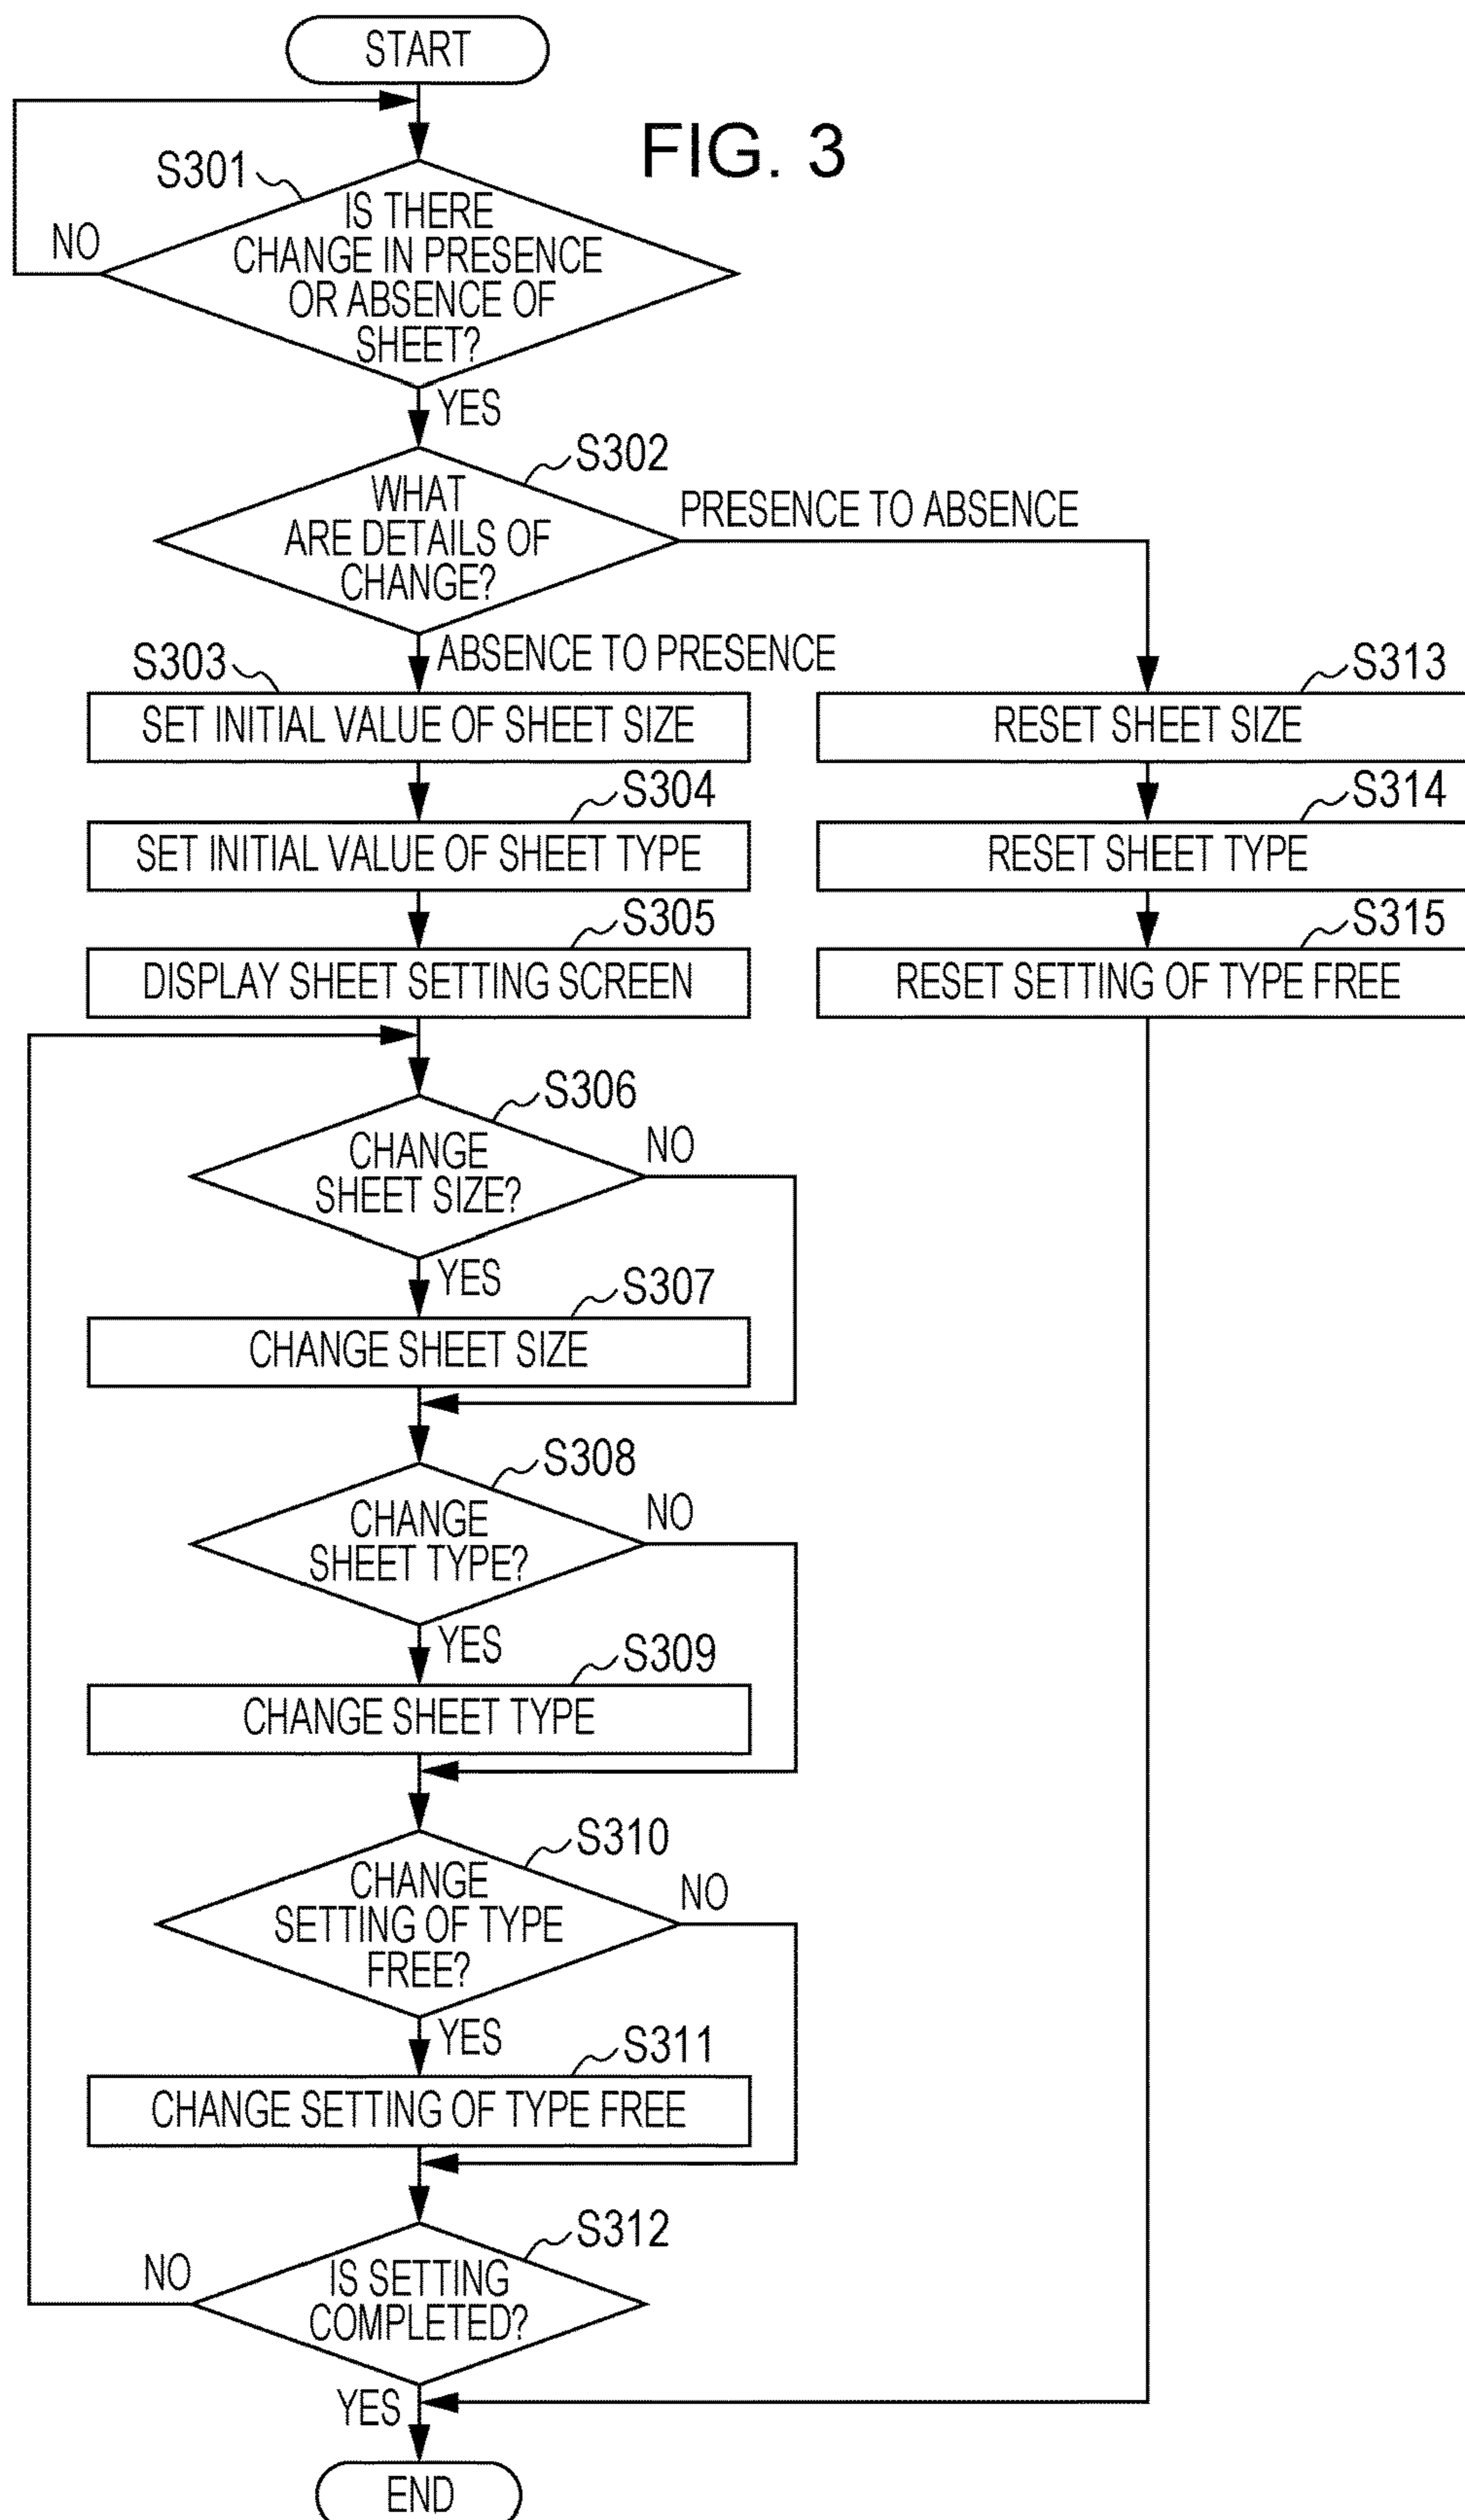 START
FIG. 3
S301
NO
IS THERE
CHANGE IN PRESENCE
OR ABSENCE OF
SHEET?
YES
S302
WHAT
ARE DETAILS OF
CHANGE?
PRESENCE TO ABSENCE
ABSENCE TO PRESENCE
S303
SET INITIAL VALUE OF SHEET SIZE
S313
RESET SHEET SIZE
S304
SET INITIAL VALUE OF SHEET TYPE
S314
RESET SHEET TYPE
S305
DISPLAY SHEET SETTING SCREEN
S315
RESET SETTING OF TYPE FREE
S306
CHANGE
SHEET SIZE?
NO
YES
S307
CHANGE SHEET SIZE
S308
CHANGE
SHEET TYPE?
NO
YES
S309
CHANGE SHEET TYPE
S310
CHANGE
SETTING OF TYPE
FREE?
NO
YES
S311
CHANGE SETTING OF TYPE FREE
S312
NO
IS SETTING
COMPLETED?
YES
END